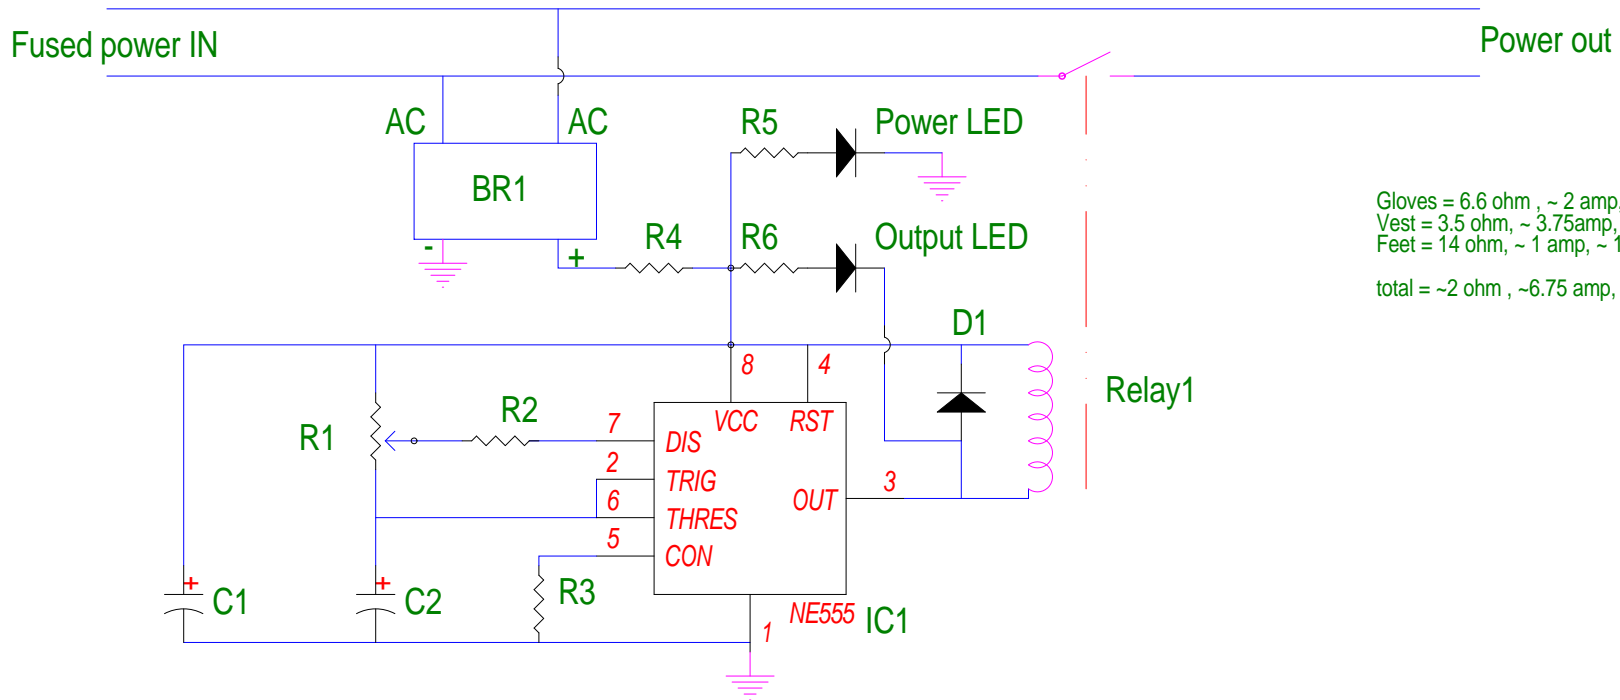 Fused power IN
Power out
AC
AC
R5
Power LED
BR1
Gloves = 6.6 ohm , ~ 2 amp,
Vest = 3.5 ohm, ~ 3.75amp,
Feet = 14 ohm, ~ 1 amp, ~ 1
total = ~2 ohm , ~6.75 amp,
-
+
R4
R6
Output LED
D1
8
4
Relay1
VCC
RST
R1
R2
7
DIS
2
TRIG
6
THRES
OUT
3
5
CON
+
C1
+
C2
R3
NE555
IC1
1